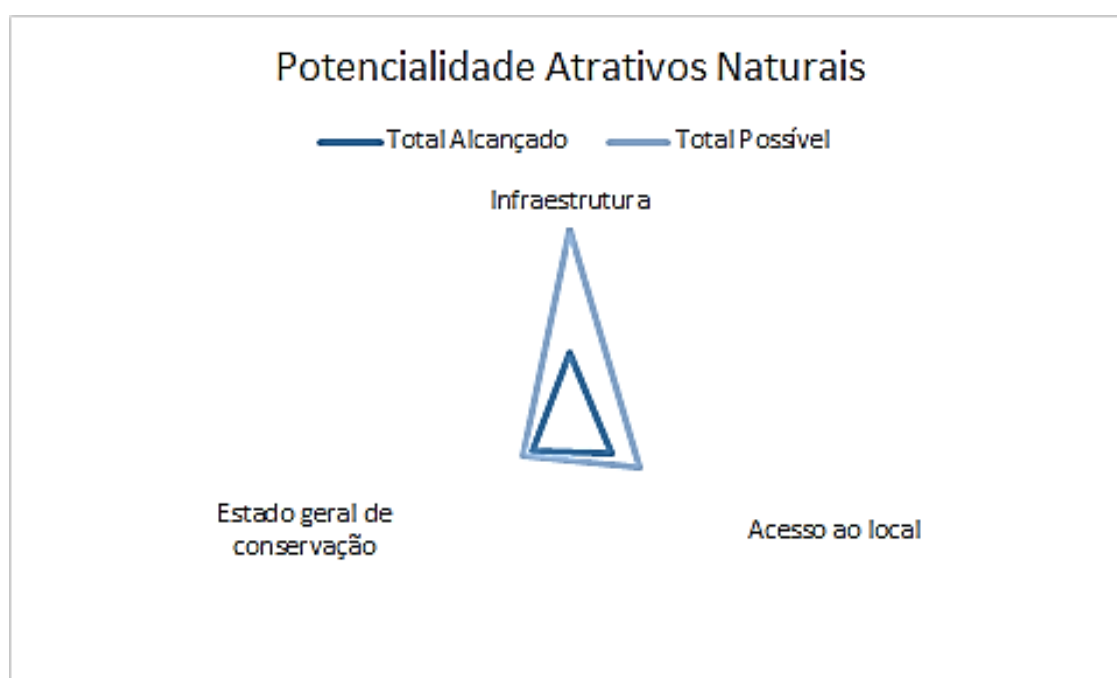 Potencialidade Atrativos Naturais
Total Alcançado Total Possível
Infraestrutura
Estado geral de
conservação
Acesso ao local